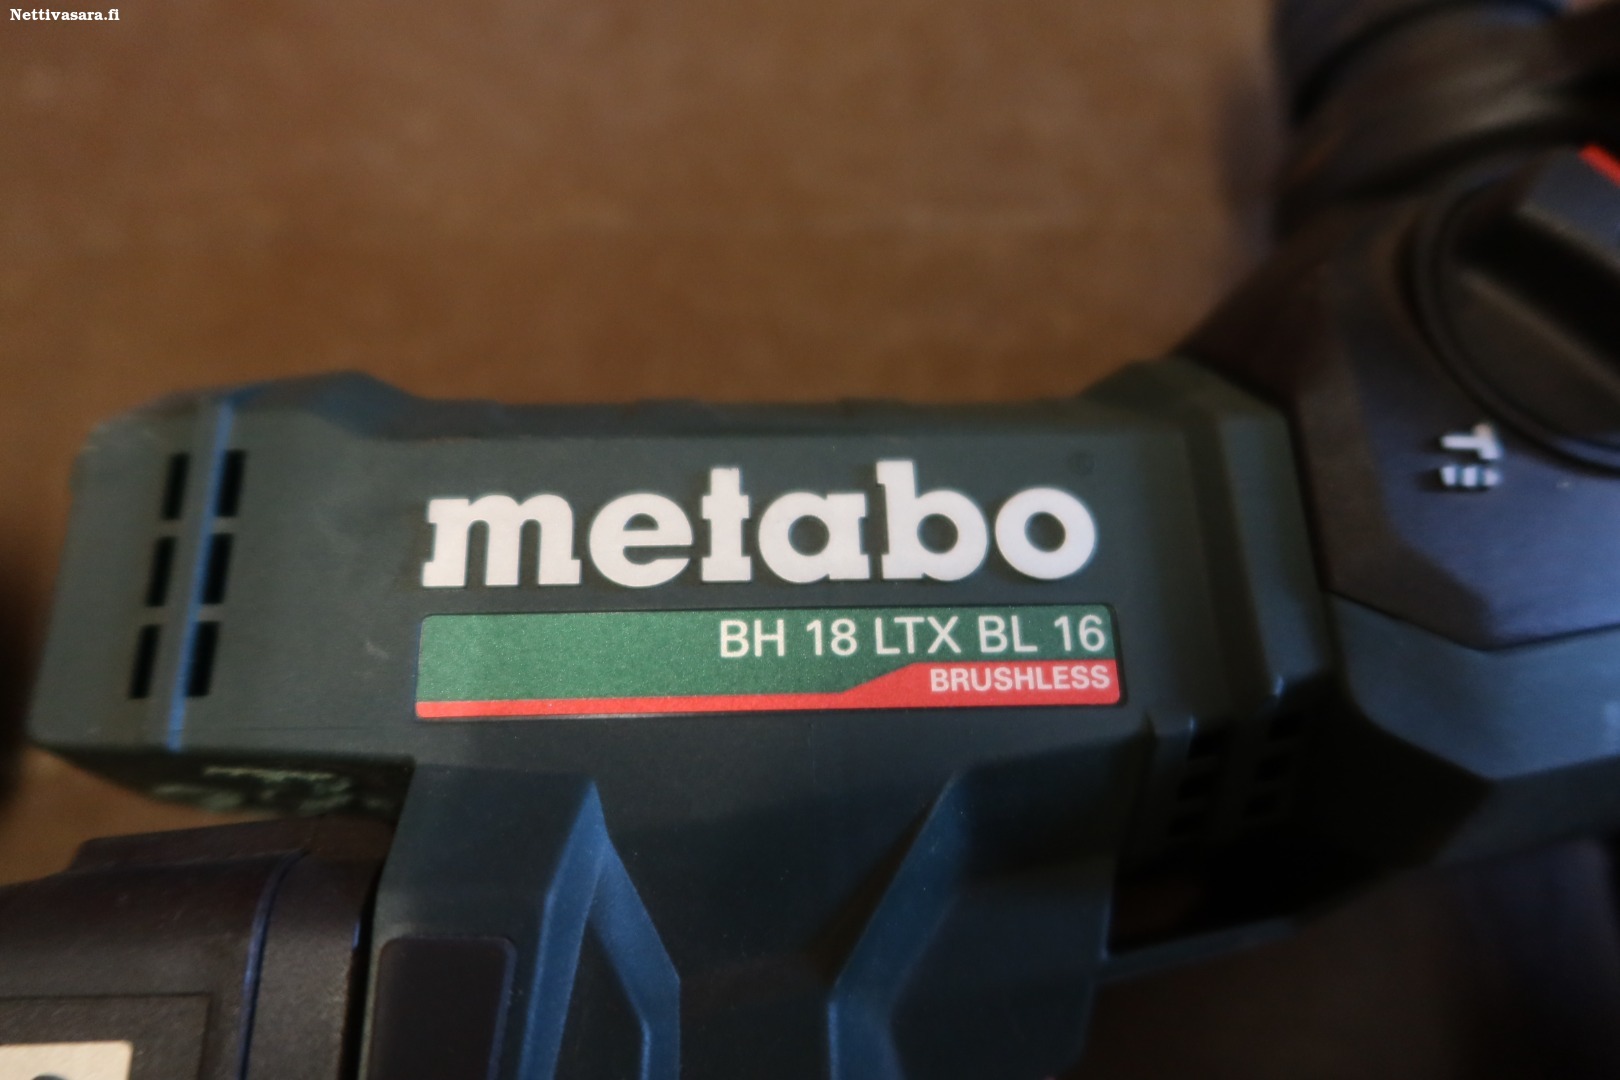 Nettivasara.fi
metabo
BH 18 LTX BL 16
BRUSHLESS